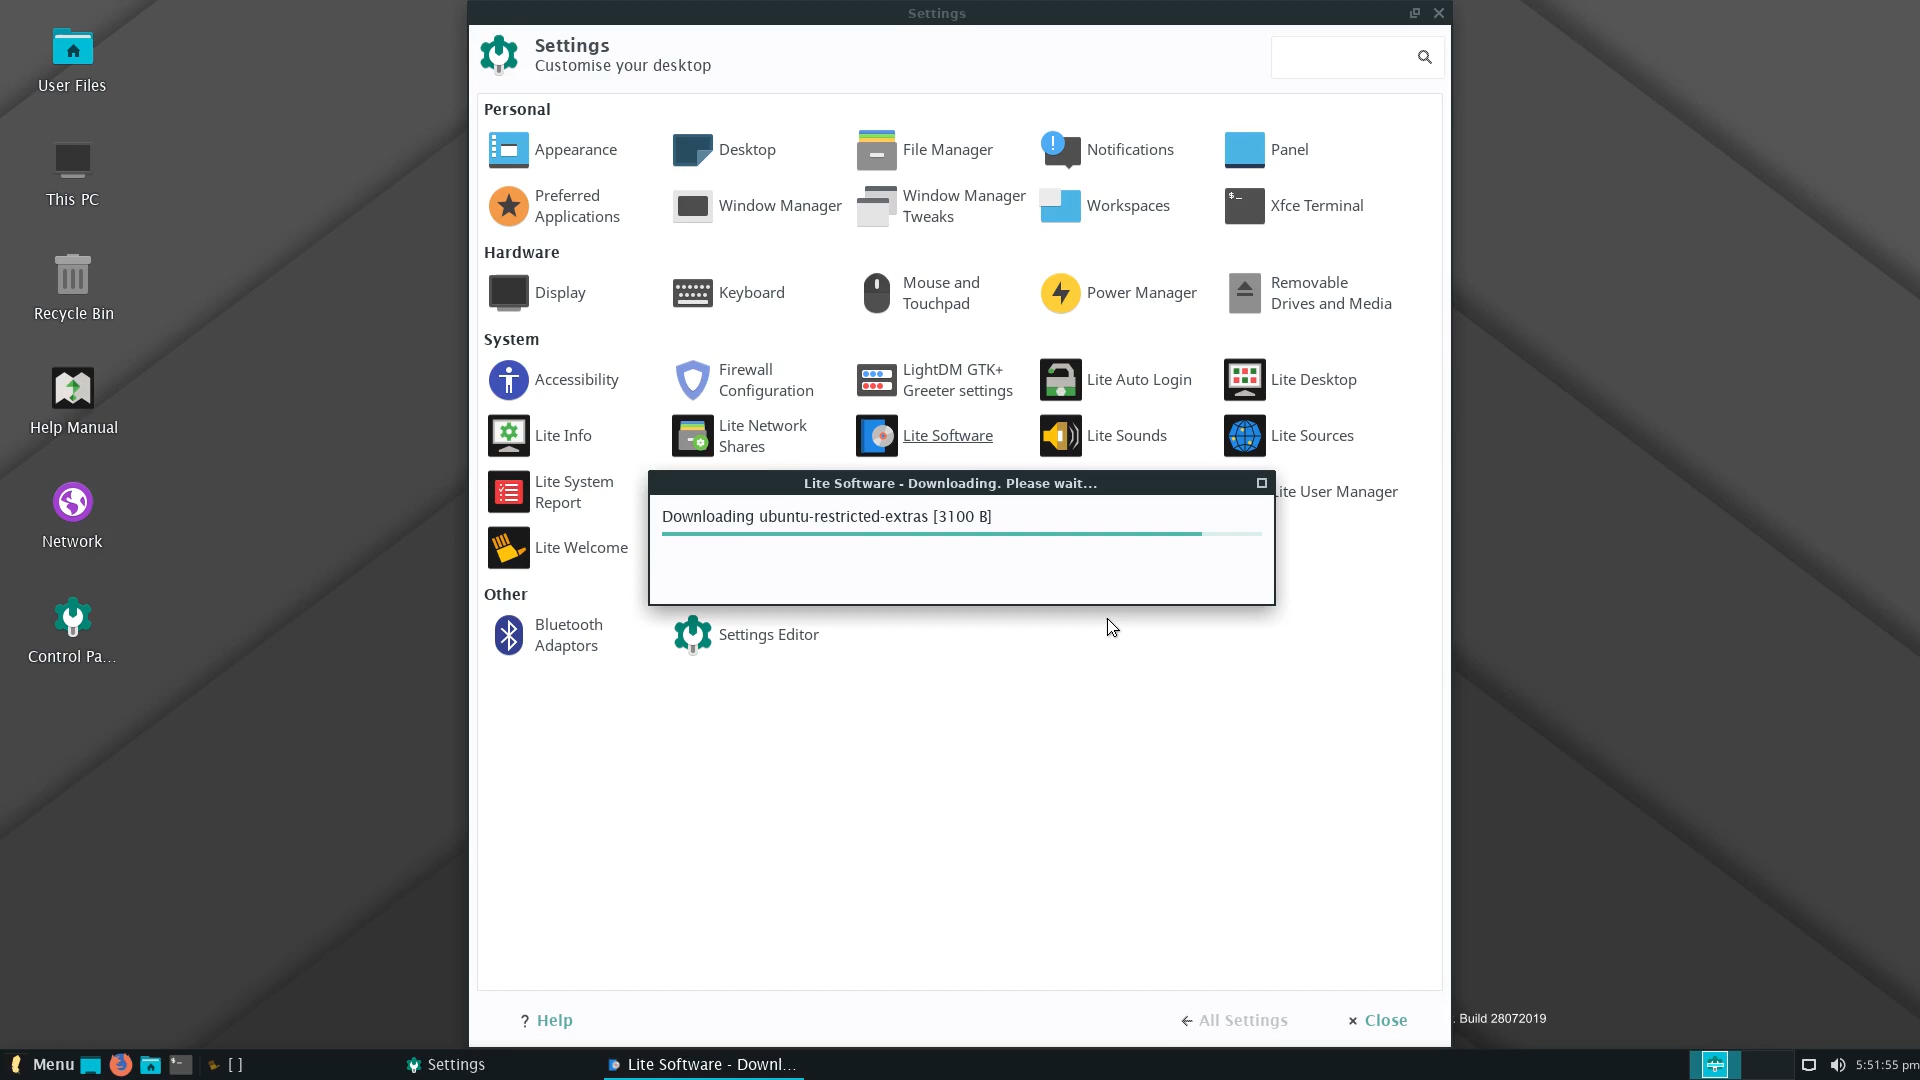 Settings
Settings
Customise your desktop
Personal
Appearance
Desktop
File Manager
Notifications
Panel
Preferred
Applications
Window Manager
Window Manager
Tweaks
Workspaces
Xfce Terminal
Hardware
Display
Keyboard
Mouse and
Touchpad
Power Manager
Removable
Drives and Media
System
Accessibility
Firewall
Configuration
LightDM GTK+
Greeter settings
Lite Auto Login
Lite Desktop
Lite Info
Lite Network
Shares
Lite Software
Lite Sounds
Lite Sources
Lite System
Report
Lite User Manager
Lite Welcome
Lite Software - Downloading. Please wait...
Downloading ubuntu-restricted-extras [3100 B]
Other
Bluetooth
Adaptors
Settings Editor
? Help
All Settings
× Close
User Files
This PC
Recycle Bin
Help Manual
Network
Control Pa...
. Build 28072019
Menu
[ ]
Settings
Lite Software - Downl...
5:51:55 pm